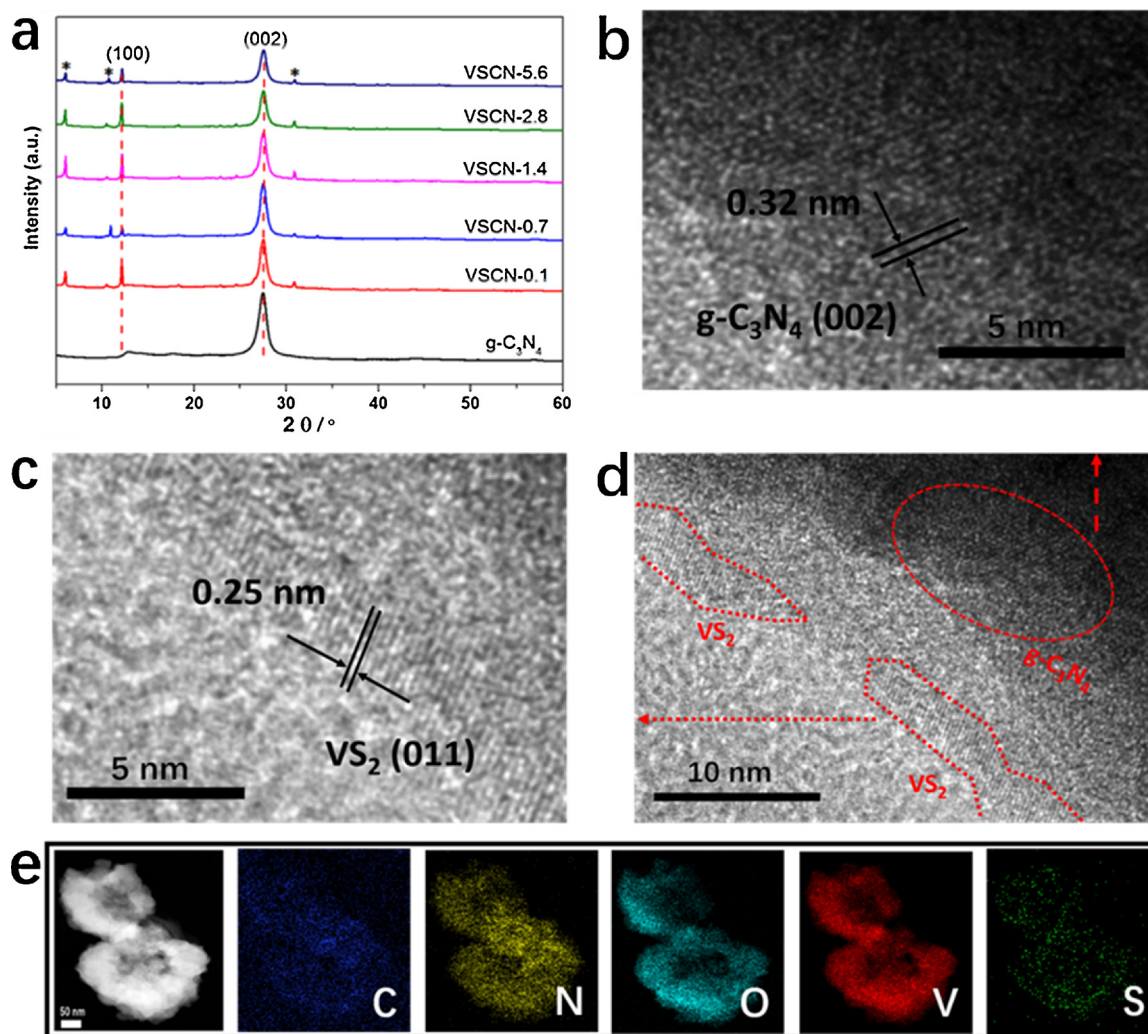 a
(100)
(002)
*
*
*
VSCN-5.6
VSCN-2.8
VSCN-1.4
VSCN-0.7
VSCN-0.1
g-C₃N₄
Intensity (a.u.)
10 20 30 40 50 60
2 θ / °
b
0.32 nm
g-C₃N₄ (002)
5 nm
c
0.25 nm
VS₂ (011)
5 nm
d
VS₂
g-C₃N₄
VS₂
10 nm
e
50 nm
C
N
O
V
S